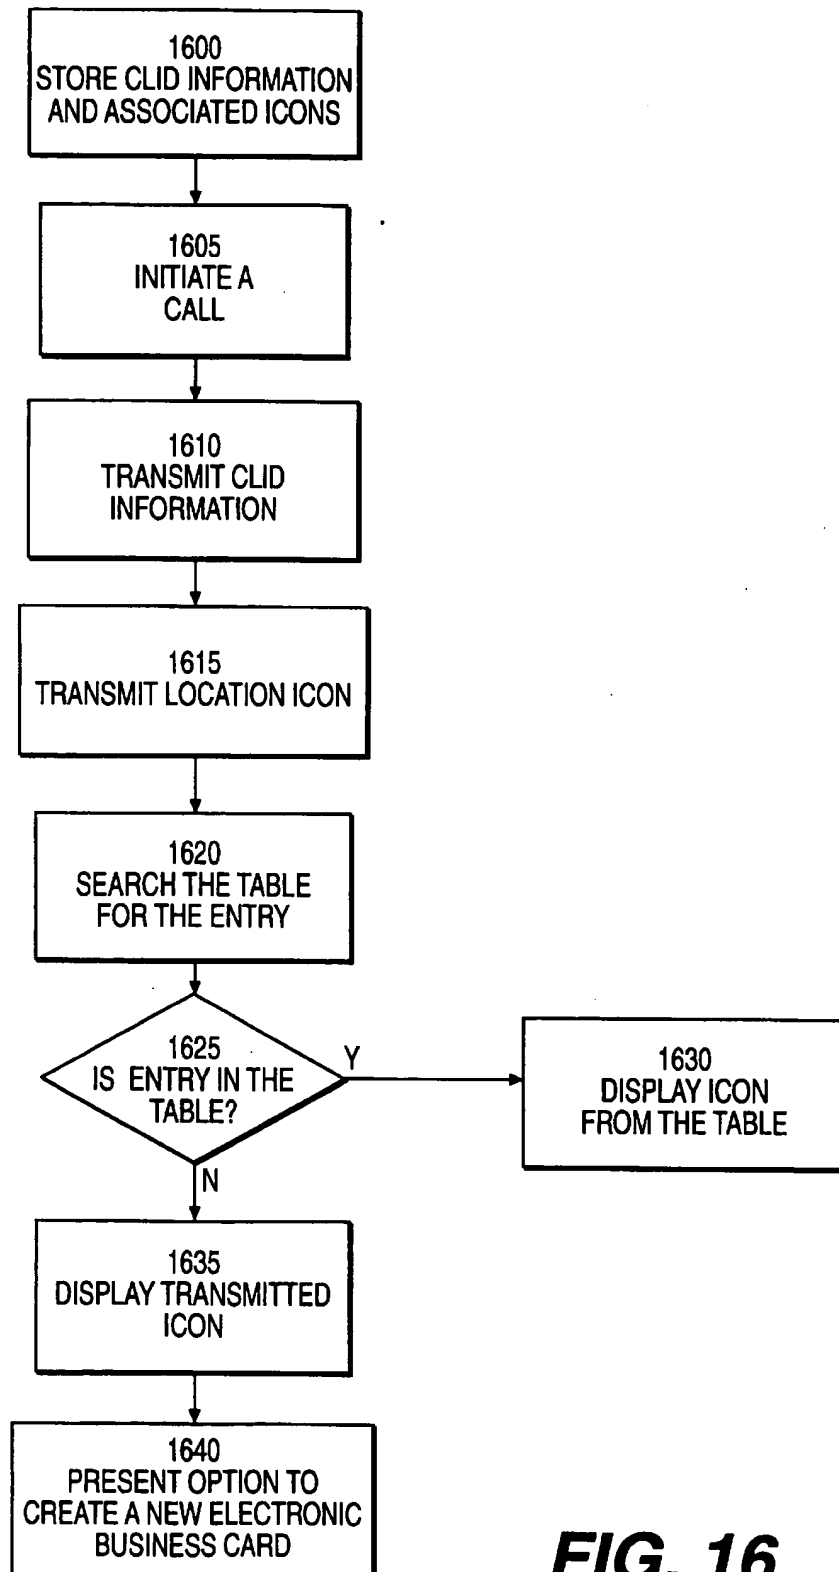 1600
STORE CLID INFORMATION
AND ASSOCIATED ICONS
1605
INITIATE A
CALL
1610
TRANSMIT CLID
INFORMATION
1615
TRANSMIT LOCATION ICON
1620
SEARCH THE TABLE
FOR THE ENTRY
1625
IS ENTRY IN THE
TABLE?
Y
1630
DISPLAY ICON
FROM THE TABLE
N
1635
DISPLAY TRANSMITTED
ICON
1640
PRESENT OPTION TO
CREATE A NEW ELECTRONIC
BUSINESS CARD
FIG. 16